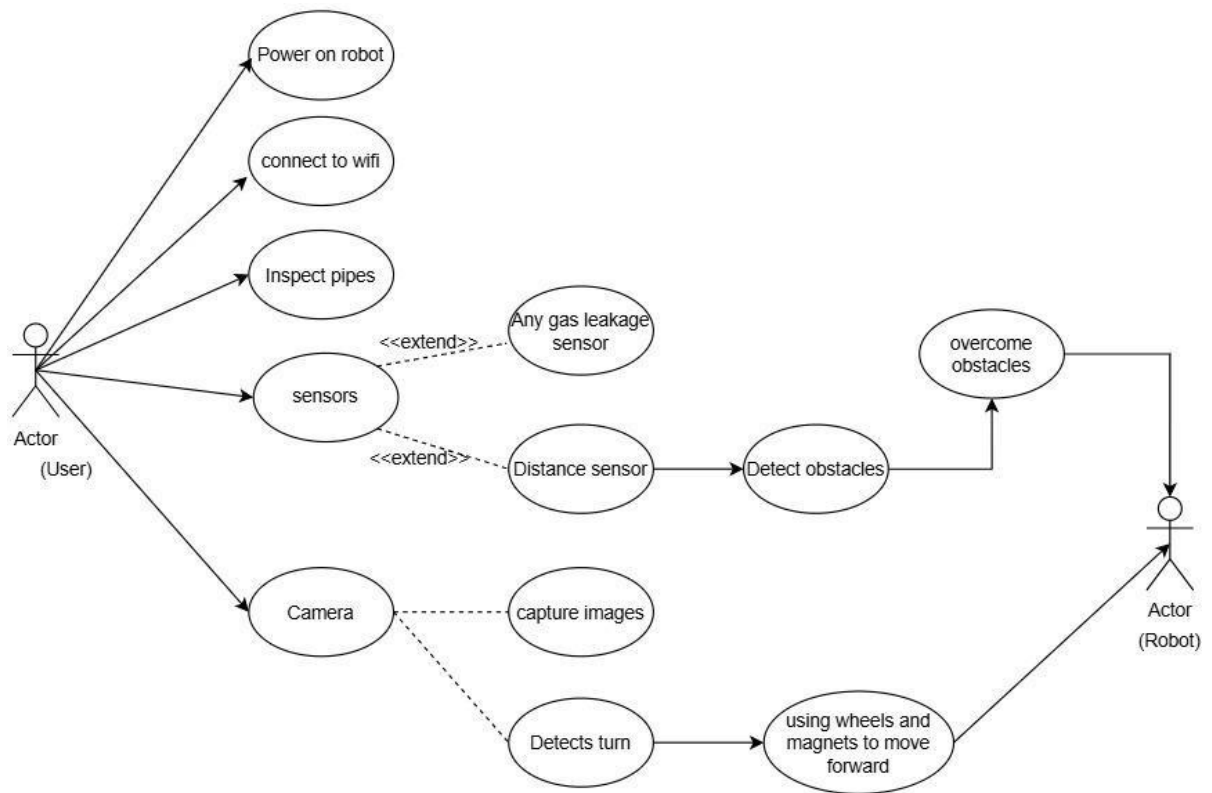 Power on robot
connect to wifi
Inspect pipes
Any gas leakage
sensor
<<extend>>
overcome
obstacles
sensors
Actor
(User)
<<extend>>
Distance sensor
Detect obstacles
Camera
capture images
Actor
(Robot)
Detects turn
using wheels and
magnets to move
forward